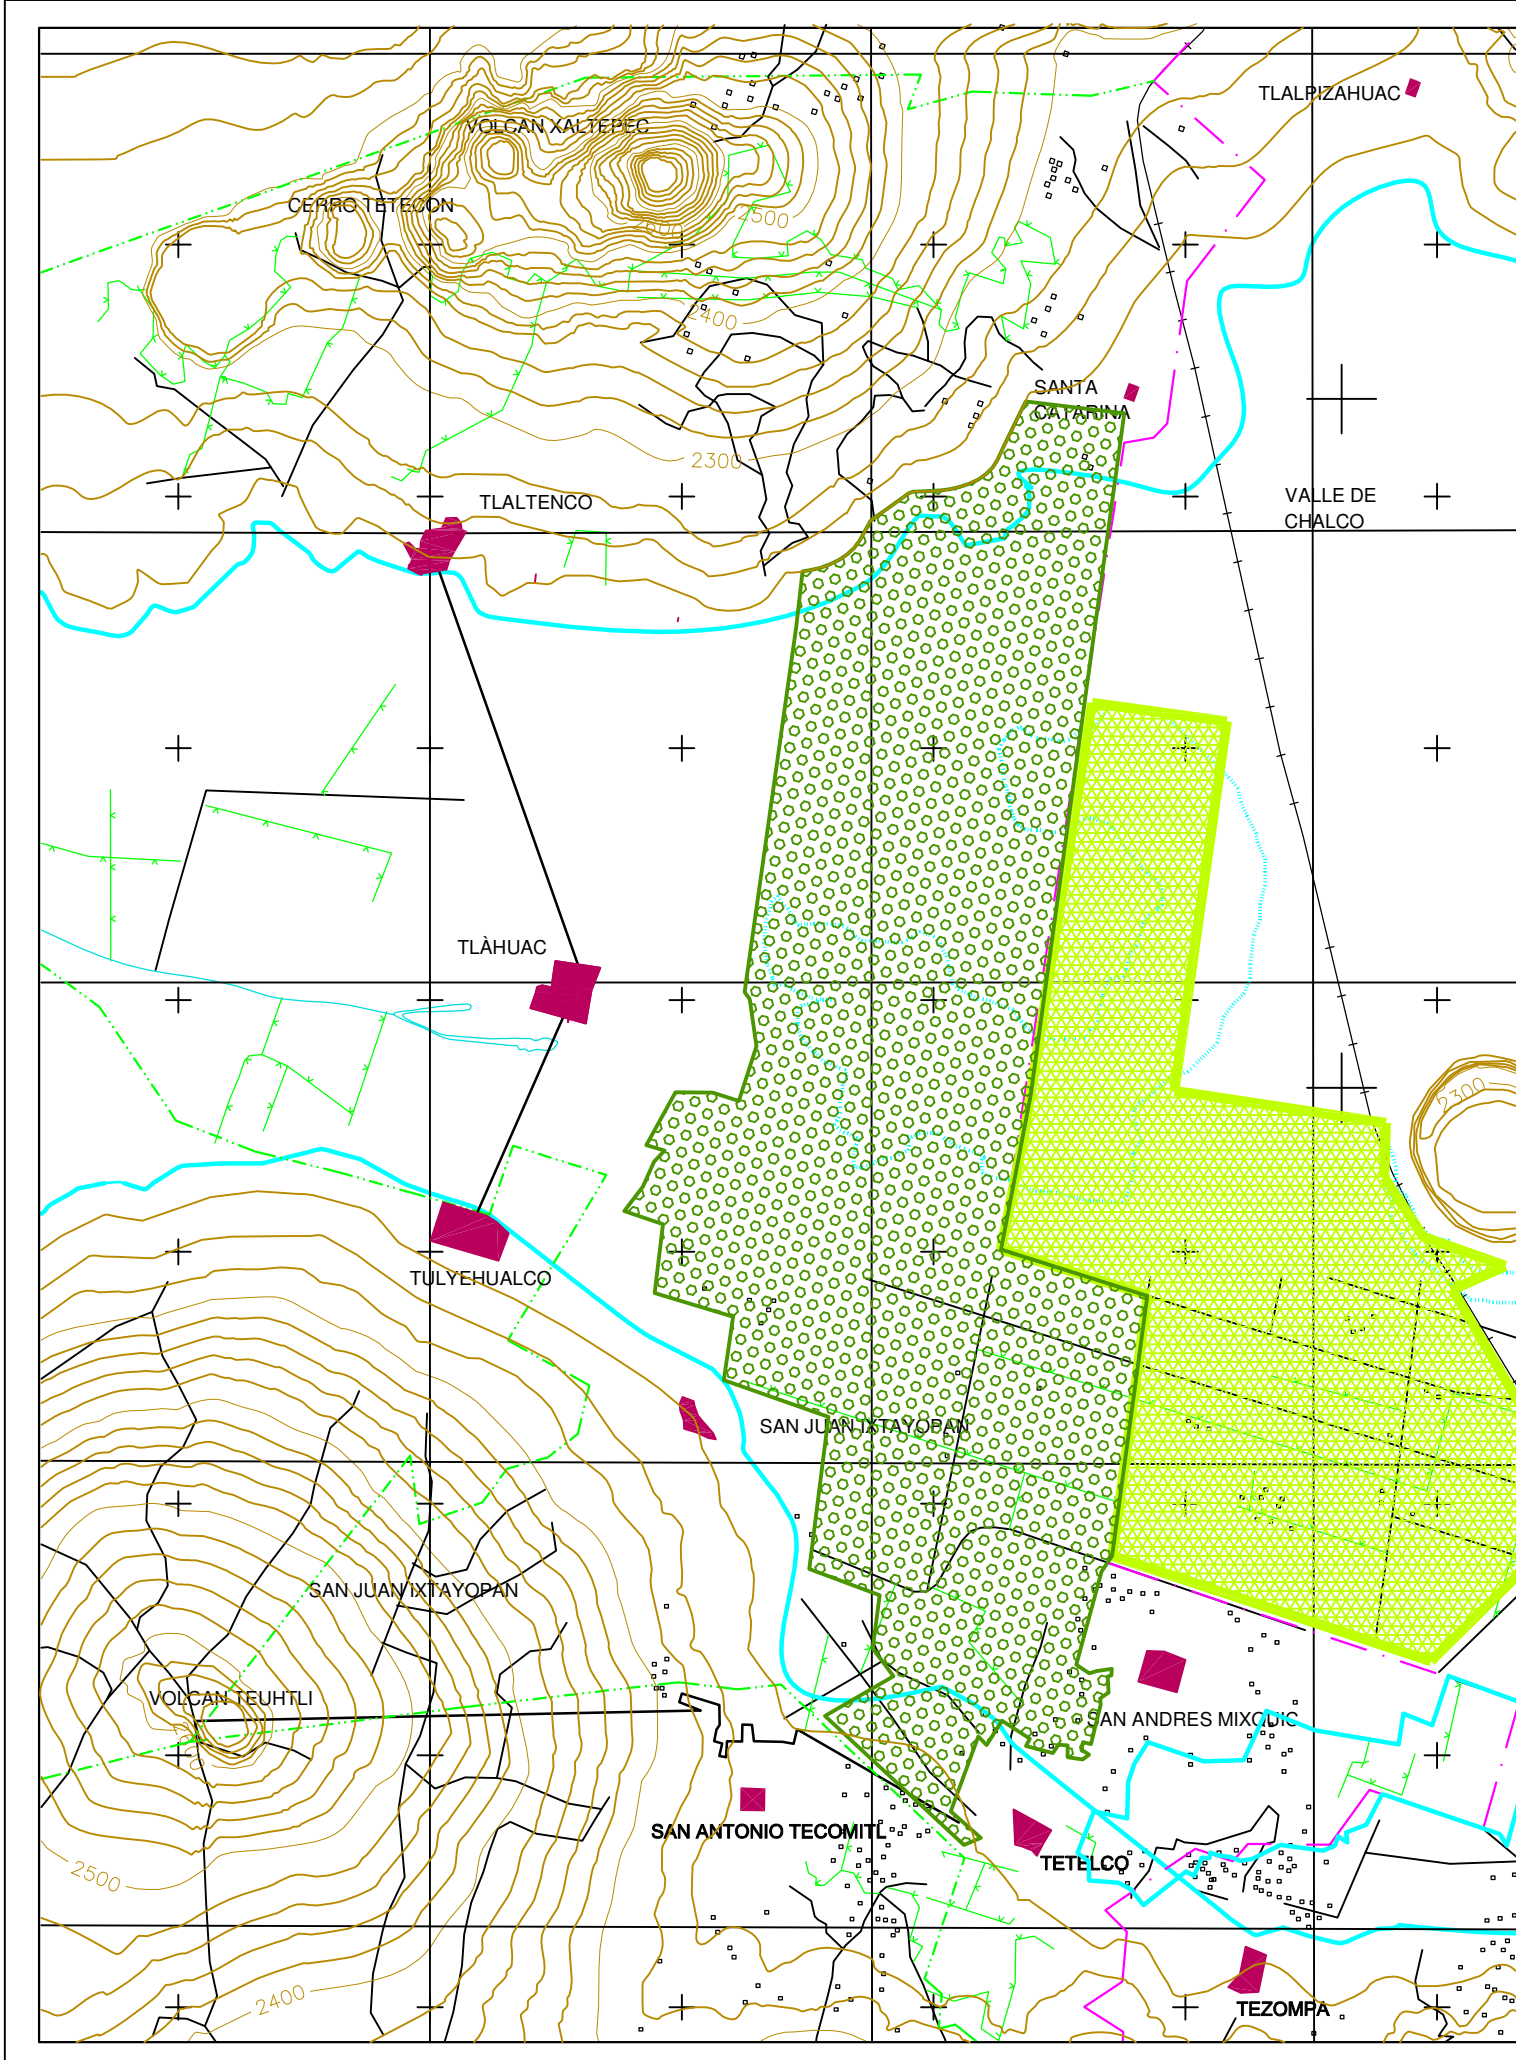 TLALPIZAHUAC
VOLCAN XALTEPEC
CERRO TETECON
2500
2600
2400
SANTA
CATARINA
2300
TLALTENCO
VALLE DE
CHALCO
TLÀHUAC
2300
TULYEHUALCO
SAN JUAN IXTAYOPAN
SAN JUAN IXTAYOPAN
VOLCAN TEUHTLI
SAN ANDRES MIXQUIC
SAN ANTONIO TECOMITL
TETELCO
2500
2400
TEZOMPA